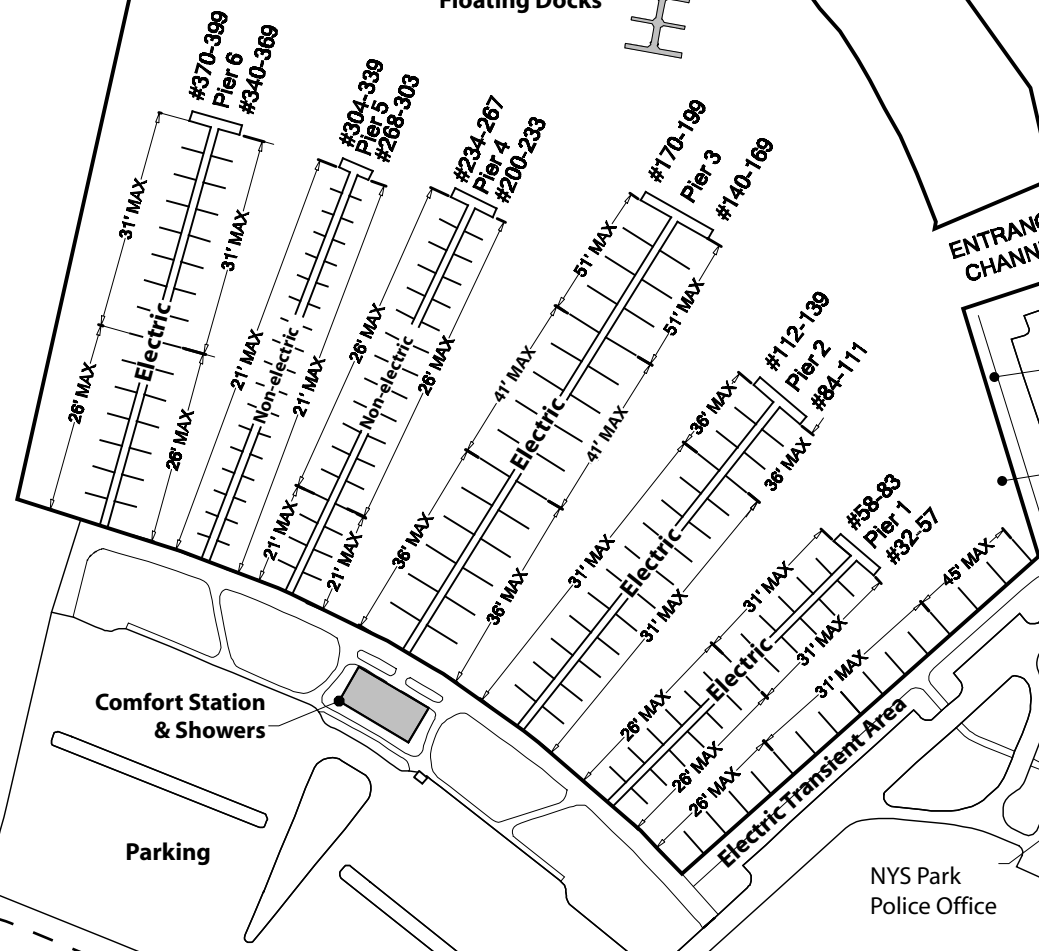 Floating Docks
#370-399
Pier 6
#340-369
#304-339
Pier 5
#268-303
#234-267
Pier 4
#200-233
#170-199
Pier 3
#140-169
ENTRANC
CHANN
31' MAX
31' MAX
Electric
26' MAX
26' MAX
21' MAX
Non-electric
21' MAX
26' MAX
Non-electric
26' MAX
21' MAX
21' MAX
51' MAX
51' MAX
41' MAX
Electric
41' MAX
36' MAX
36' MAX
#112-139
Pier 2
#84-111
36' MAX
36' MAX
31' MAX
Electric
31' MAX
#58-83
Pier 1
#32-57
31' MAX
31' MAX
Electric
26' MAX
26' MAX
45' MAX
31' MAX
26' MAX
Electric Transient Area
Comfort Station
& Showers
Parking
NYS Park
Police Office